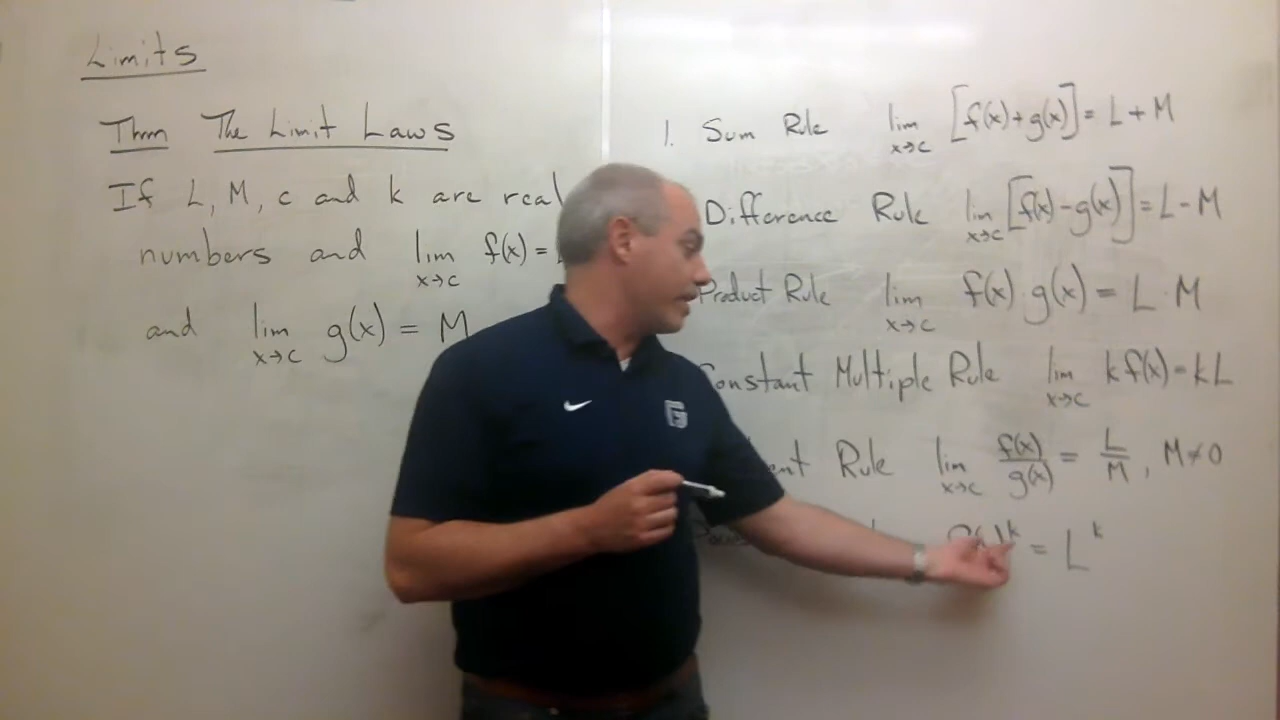 Limits
Thm The Limit Laws
If L, M, c and k are real
numbers and lim x→c f(x) =
and lim x→c g(x) = M
1. Sum Rule lim x→c [f(x)+g(x)] = L + M
Difference Rule lim x→c [f(x)-g(x)] = L - M
Product Rule lim x→c f(x) g(x) = L · M
Constant Multiple Rule lim x→c k f(x) = k L
Rule lim x→c f(x)/g(x) = L/M , M≠0
k = L^k
G